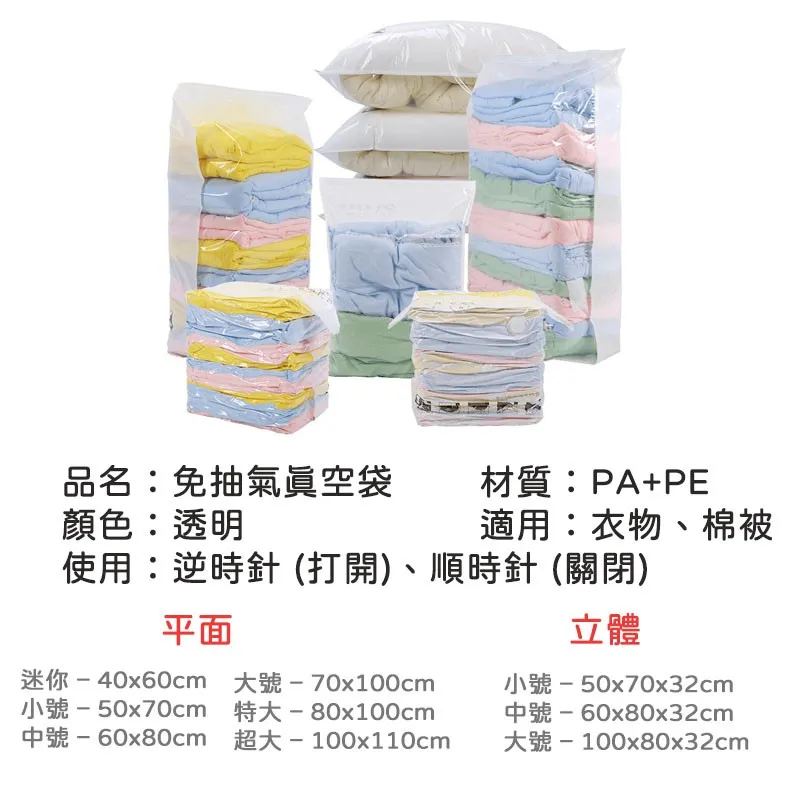 品名：免抽氣真空袋
材質：PA+PE
顏色：透明
適用：衣物、棉被
使用：逆時針 (打開)、順時針 (關閉)
平面
迷你 – 40x60cm
小號 – 50x70cm
中號 – 60x80cm
大號 – 70x100cm
特大 – 80x100cm
超大 – 100x110cm
立體
小號 – 50x70x32cm
中號 – 60x80x32cm
大號 – 100x80x32cm